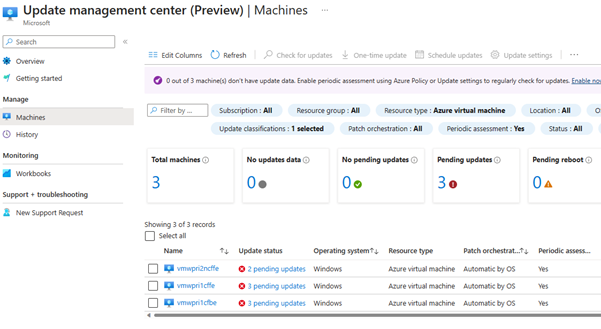 Update management center (Preview) | Machines ...
Microsoft
Search
«
Overview
Getting started
Manage
Machines
History
Monitoring
Workbooks
Support + troubleshooting
New Support Request
Edit Columns Refresh Check for updates One-time update Schedule updates Update settings ...
0 out of 3 machine(s) don't have update data. Enable periodic assessment using Azure Policy or Update settings to regularly check for updates. Enable now
Filter by ... Subscription : All Resource group : All Resource type : Azure virtual machine Location : All
Update classifications : 1 selected Patch orchestration : All Periodic assessment : Yes Status : All
Total machines No updates data No pending updates Pending updates Pending reboot
3 0 0 3 0
Showing 3 of 3 records
Select all
Name Update status Operating system Resource type Patch orchestrat... Periodic assess...
vmwpri2ncffe 2 pending updates Windows Azure virtual machine Automatic by OS Yes
vmwpri1cffe 3 pending updates Windows Azure virtual machine Automatic by OS Yes
vmwpri1cfbe 3 pending updates Windows Azure virtual machine Automatic by OS Yes